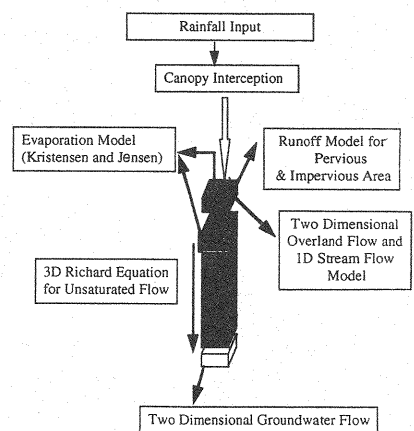 Rainfall Input
Canopy Interception
Evaporation Model
(Kristensen and Jensen)
Runoff Model for
Pervious
& Impervious Area
Two Dimensional
Overland Flow and
1D Stream Flow
Model
3D Richard Equation
for Unsaturated Flow
Two Dimensional Groundwater Flow